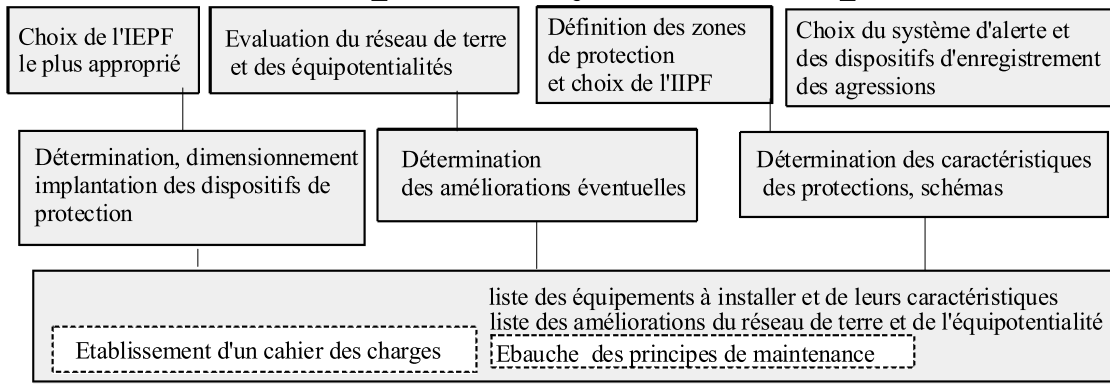 Choix de l'IEPF
le plus approprié
Evaluation du réseau de terre
et des équipotentialités
Définition des zones
de protection
et choix de l'IIPF
Choix du système d'alerte et
des dispositifs d'enregistrement
des agressions
Détermination, dimensionnement
implantation des dispositifs de
protection
Détermination
des améliorations éventuelles
Détermination des caractéristiques
des protections, schémas
liste des équipements à installer et de leurs caractéristiques
liste des améliorations du réseau de terre et de l'équipotentialité
Etablissement d'un cahier des charges
Ebauche des principes de maintenance